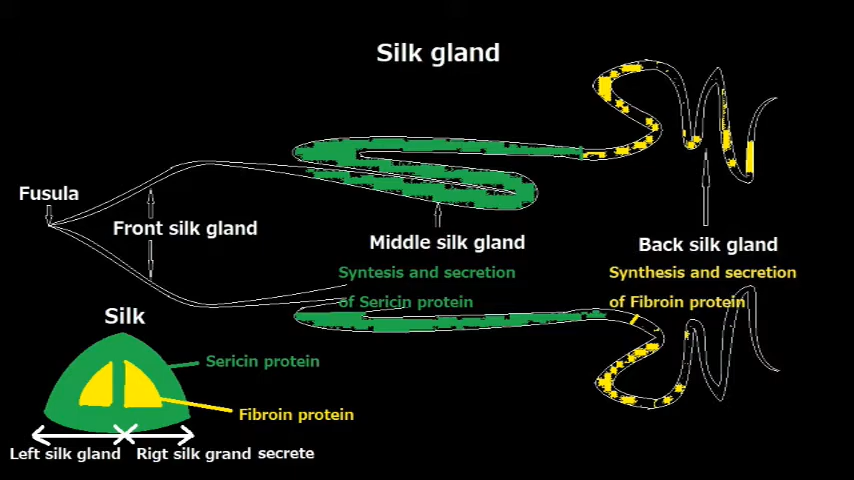 Silk gland
Fusula
Front silk gland
Middle silk gland
Back silk gland
Syntesis and secretion
of Sericin protein
Synthesis and secretion
of Fibroin protein
Silk
Sericin protein
Fibroin protein
Left silk gland
Rigt silk grand secrete